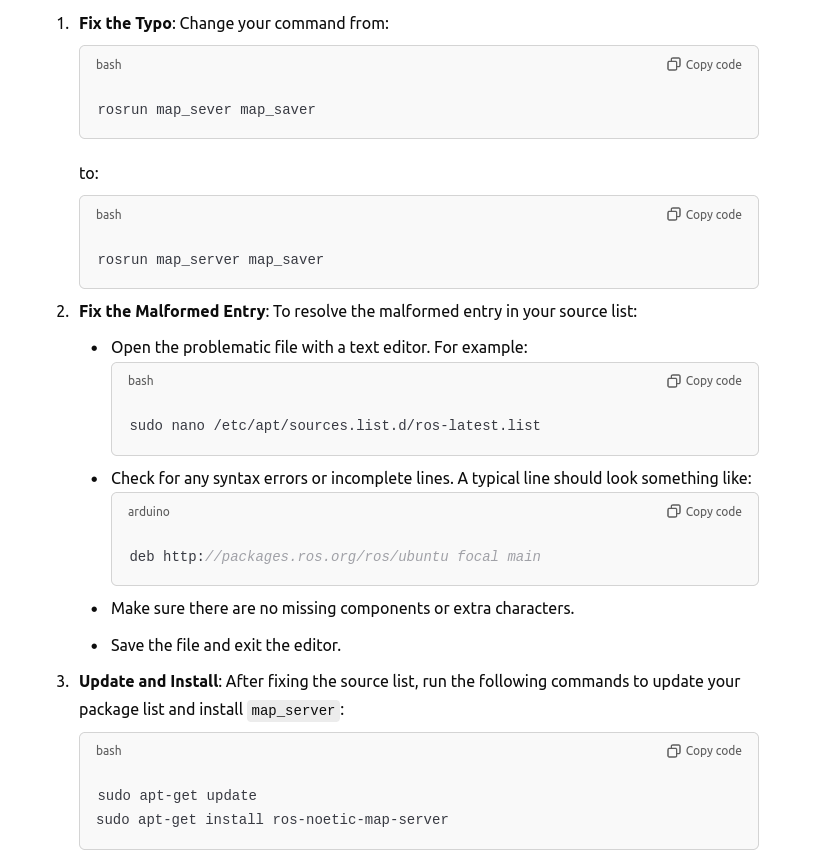 1. Fix the Typo: Change your command from:
bash Copy code
rosrun map_sever map_saver
to:
bash Copy code
rosrun map_server map_saver
2. Fix the Malformed Entry: To resolve the malformed entry in your source list:
• Open the problematic file with a text editor. For example:
bash Copy code
sudo nano /etc/apt/sources.list.d/ros-latest.list
• Check for any syntax errors or incomplete lines. A typical line should look something like:
arduino Copy code
deb http://packages.ros.org/ros/ubuntu focal main
• Make sure there are no missing components or extra characters.
• Save the file and exit the editor.
3. Update and Install: After fixing the source list, run the following commands to update your
package list and install map_server:
bash Copy code
sudo apt-get update
sudo apt-get install ros-noetic-map-server